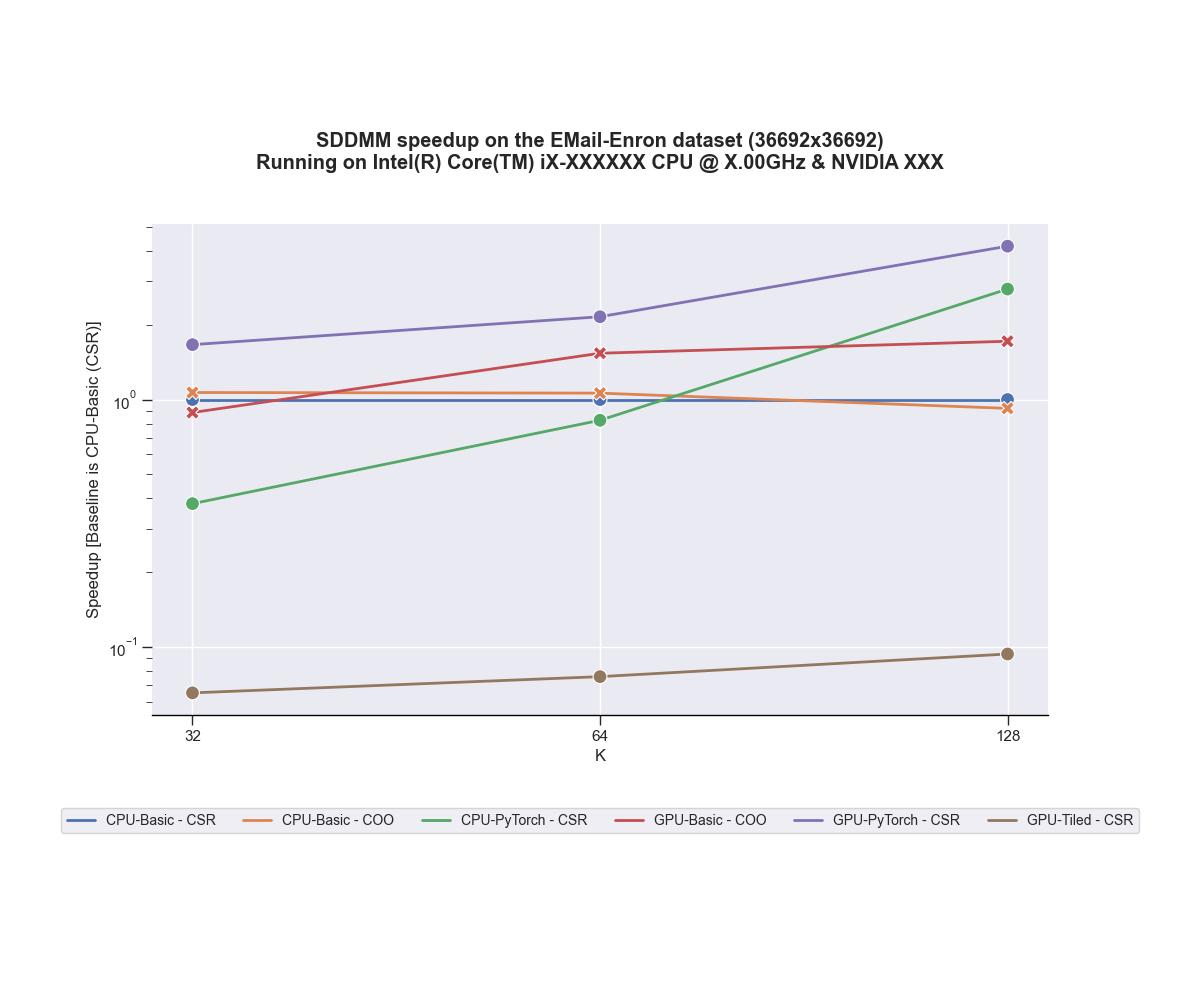 SDDMM speedup on the EMail-Enron dataset (36692x36692)
Running on Intel(R) Core(TM) iX-XXXXXX CPU @ X.00GHz & NVIDIA XXX
Speedup [Baseline is CPU-Basic (CSR)]
10^0
10^-1
32 64 128
K
CPU-Basic - CSR CPU-Basic - COO CPU-PyTorch - CSR GPU-Basic - COO GPU-PyTorch - CSR GPU-Tiled - CSR